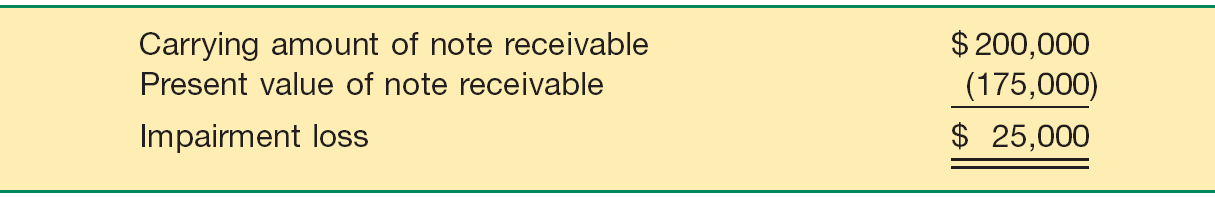 Carrying amount of note receivable $ 200,000
Present value of note receivable (175,000)
Impairment loss $ 25,000